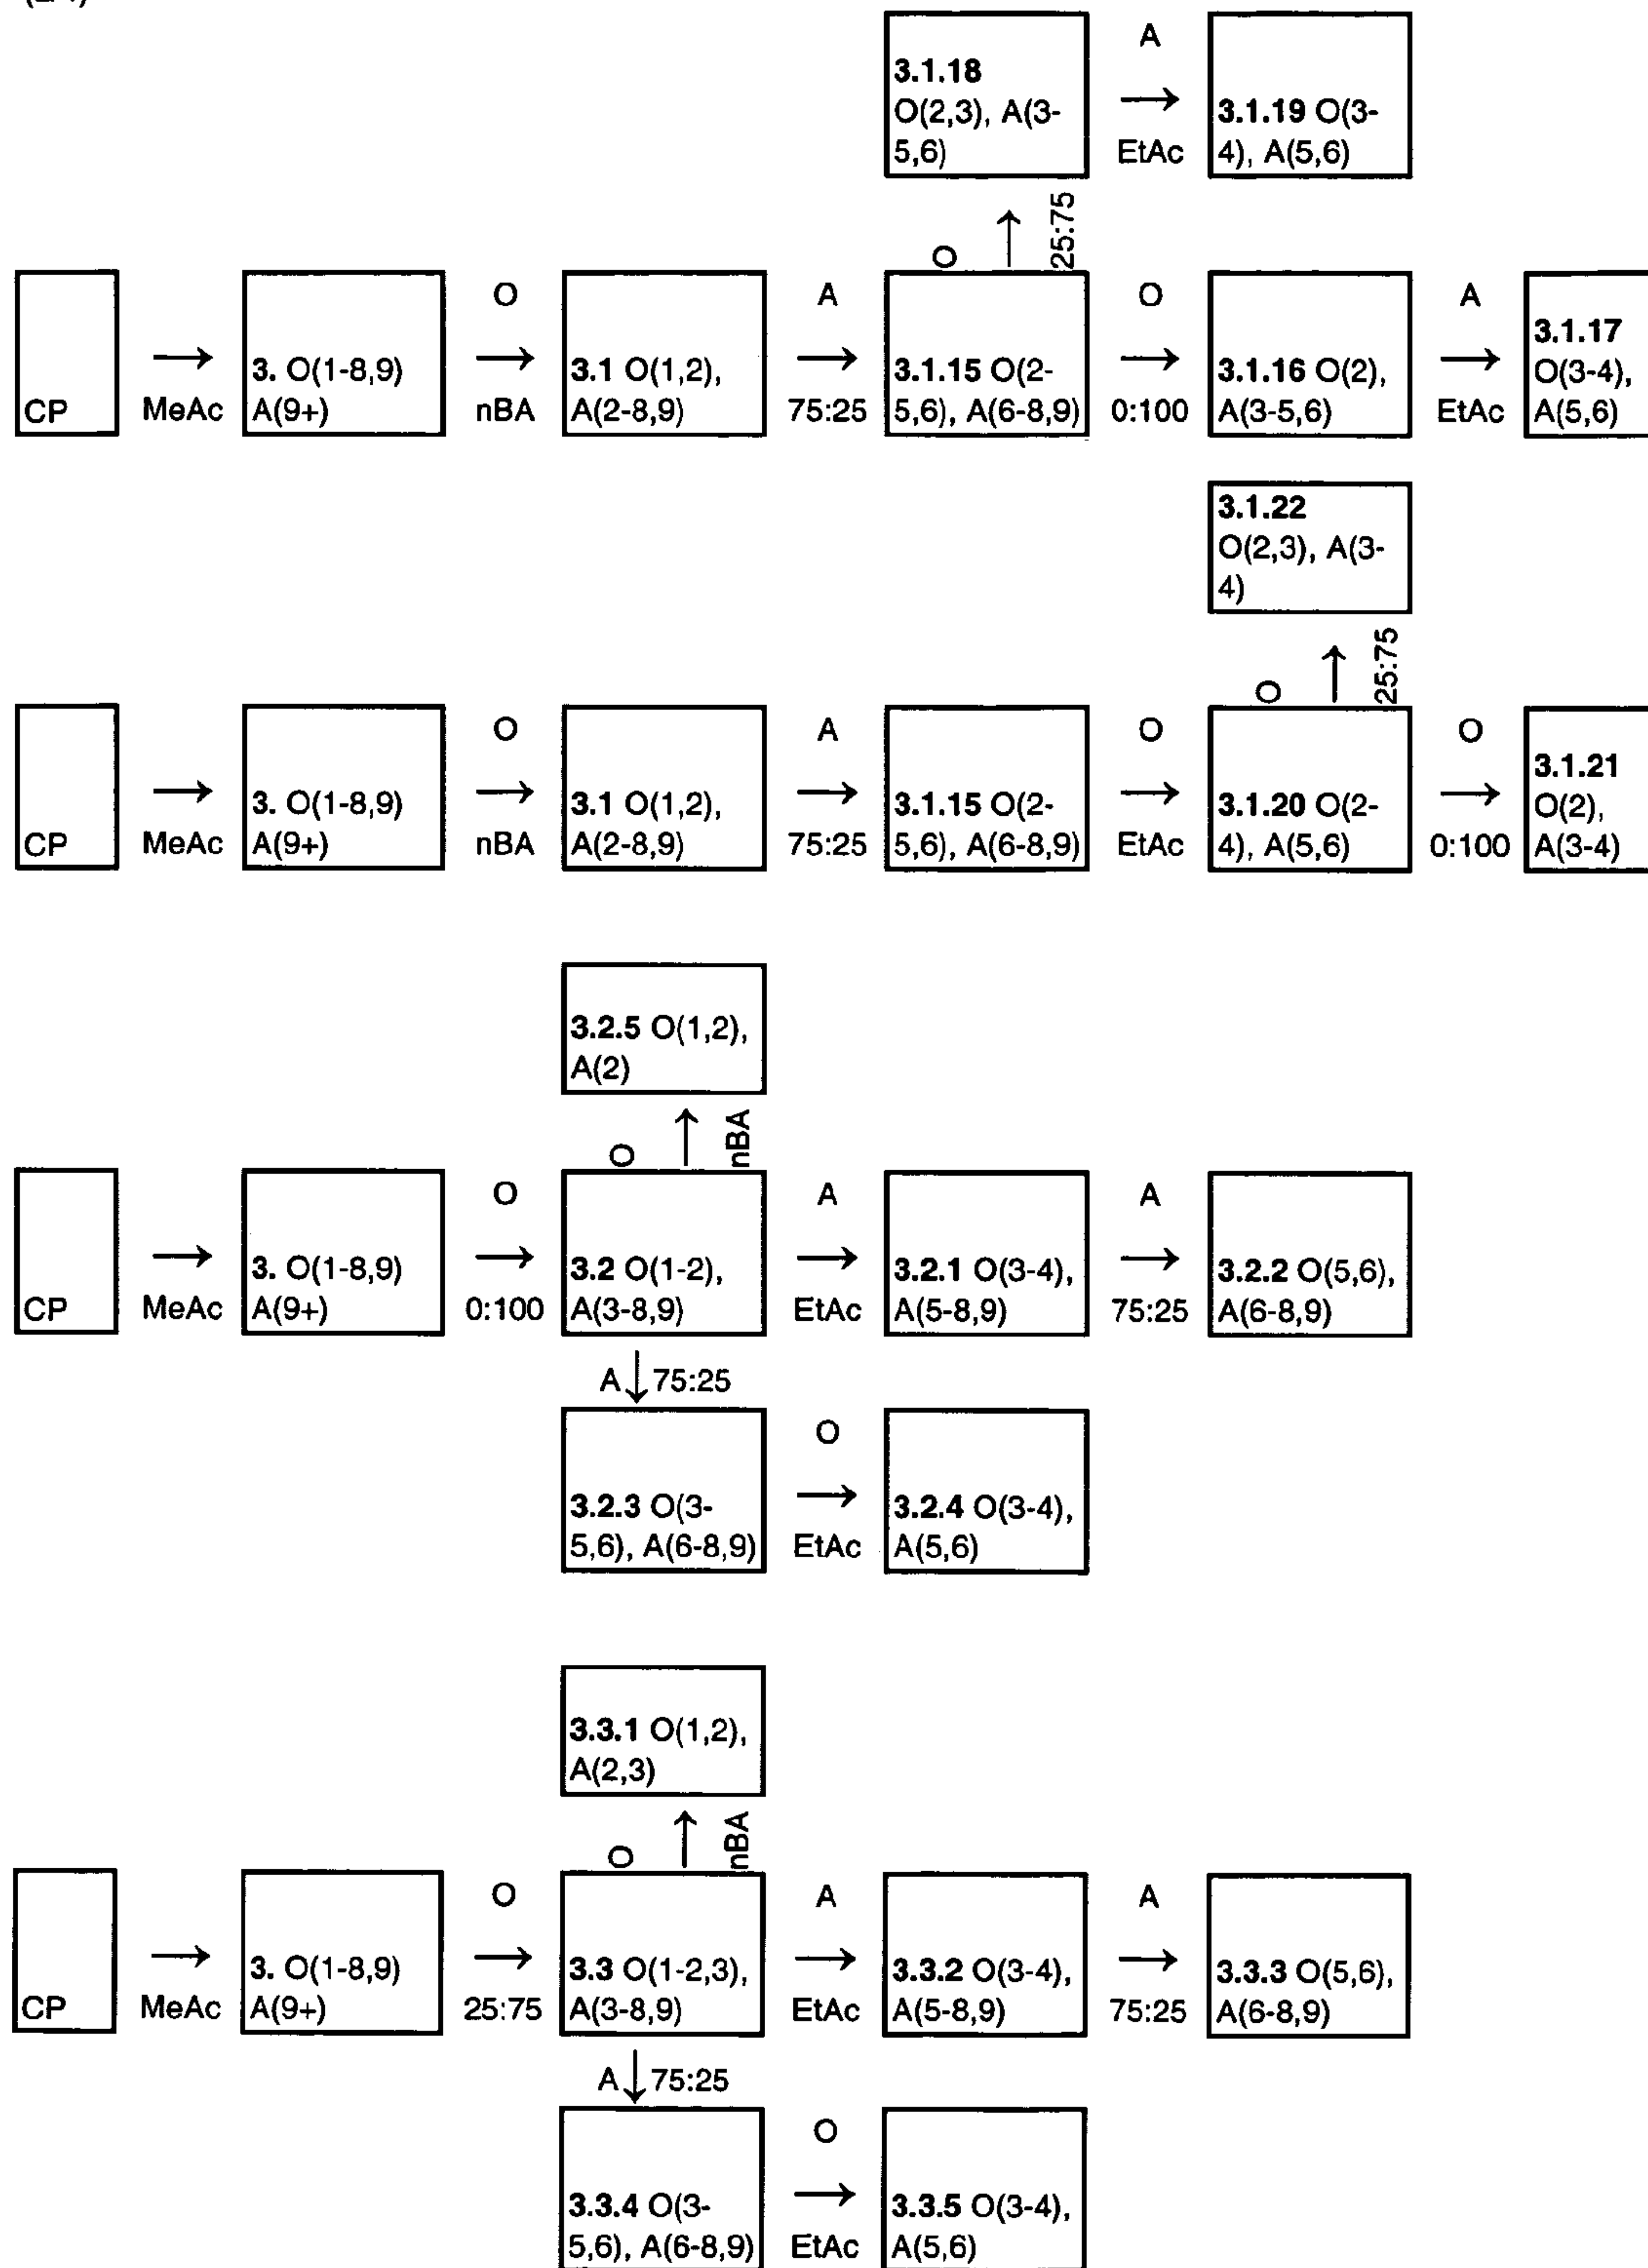 3.1.18
O(2,3), A(3-
5,6)
A
EtAc
3.1.19 O(3-
4), A(5,6)
O
25:75
CP
MeAc
3. O(1-8,9)
A(9+)
O
nBA
3.1 O(1,2),
A(2-8,9)
A
75:25
3.1.15 O(2-
5,6), A(6-8,9)
O
0:100
3.1.16 O(2),
A(3-5,6)
A
EtAc
3.1.17
O(3-4),
A(5,6)
3.1.22
O(2,3), A(3-
4)
O
25:75
CP
MeAc
3. O(1-8,9)
A(9+)
O
nBA
3.1 O(1,2),
A(2-8,9)
A
75:25
3.1.15 O(2-
5,6), A(6-8,9)
O
EtAc
3.1.20 O(2-
4), A(5,6)
O
0:100
3.1.21
O(2),
A(3-4)
3.2.5 O(1,2),
A(2)
O
nBA
CP
MeAc
3. O(1-8,9)
A(9+)
O
0:100
3.2 O(1-2),
A(3-8,9)
A
EtAc
3.2.1 O(3-4),
A(5-8,9)
A
75:25
3.2.2 O(5,6),
A(6-8,9)
A 75:25
3.2.3 O(3-
5,6), A(6-8,9)
O
EtAc
3.2.4 O(3-4),
A(5,6)
3.3.1 O(1,2),
A(2,3)
O
nBA
CP
MeAc
3. O(1-8,9)
A(9+)
O
25:75
3.3 O(1-2,3),
A(3-8,9)
A
EtAc
3.3.2 O(3-4),
A(5-8,9)
A
75:25
3.3.3 O(5,6),
A(6-8,9)
A 75:25
3.3.4 O(3-
5,6), A(6-8,9)
O
EtAc
3.3.5 O(3-4),
A(5,6)